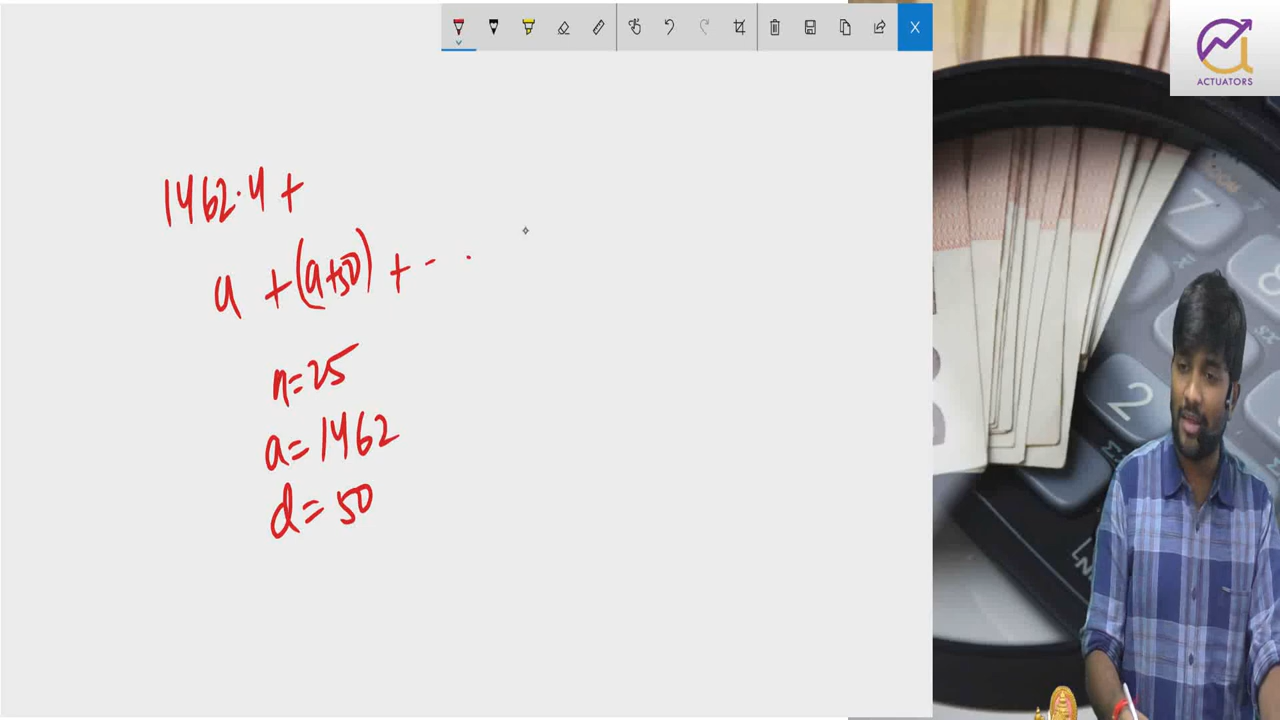 ACTUATORS
1462.4 +
a + (a+50) + - .
n=25
a=1462
d=50